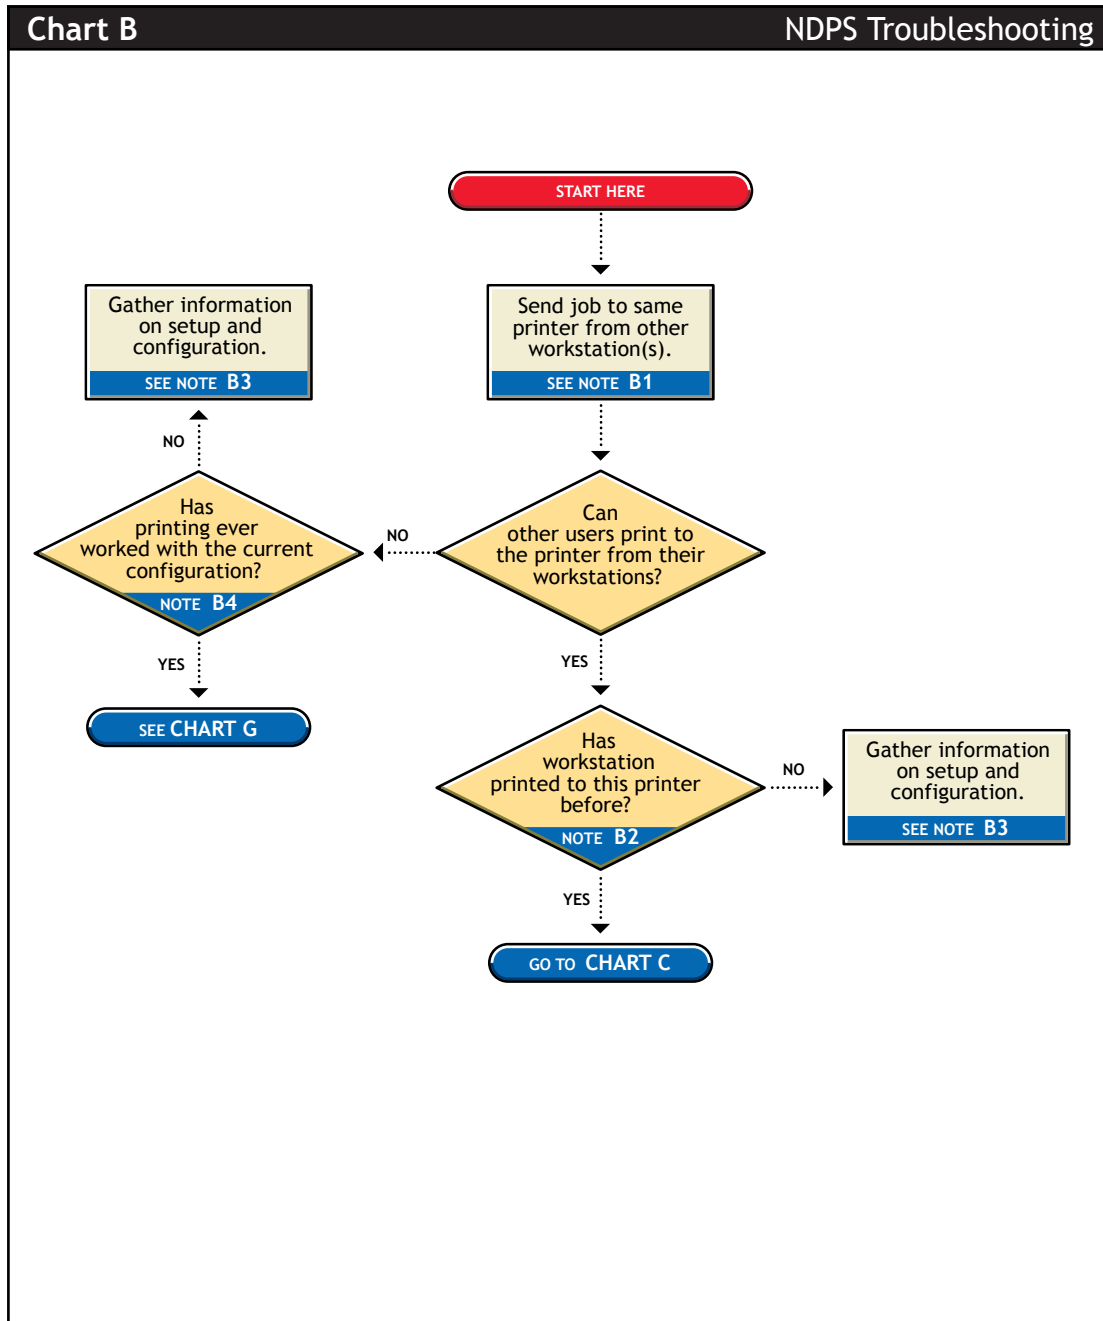 Chart B
NDPS Troubleshooting
START HERE
Send job to same
printer from other
workstation(s).
SEE NOTE B1
Gather information
on setup and
configuration.
SEE NOTE B3
NO
Has
printing ever
worked with the current
configuration?
NOTE B4
NO
Can
other users print to
the printer from their
workstations?
YES
SEE CHART G
YES
Has
workstation
printed to this printer
before?
NOTE B2
NO
Gather information
on setup and
configuration.
SEE NOTE B3
YES
GO TO CHART C